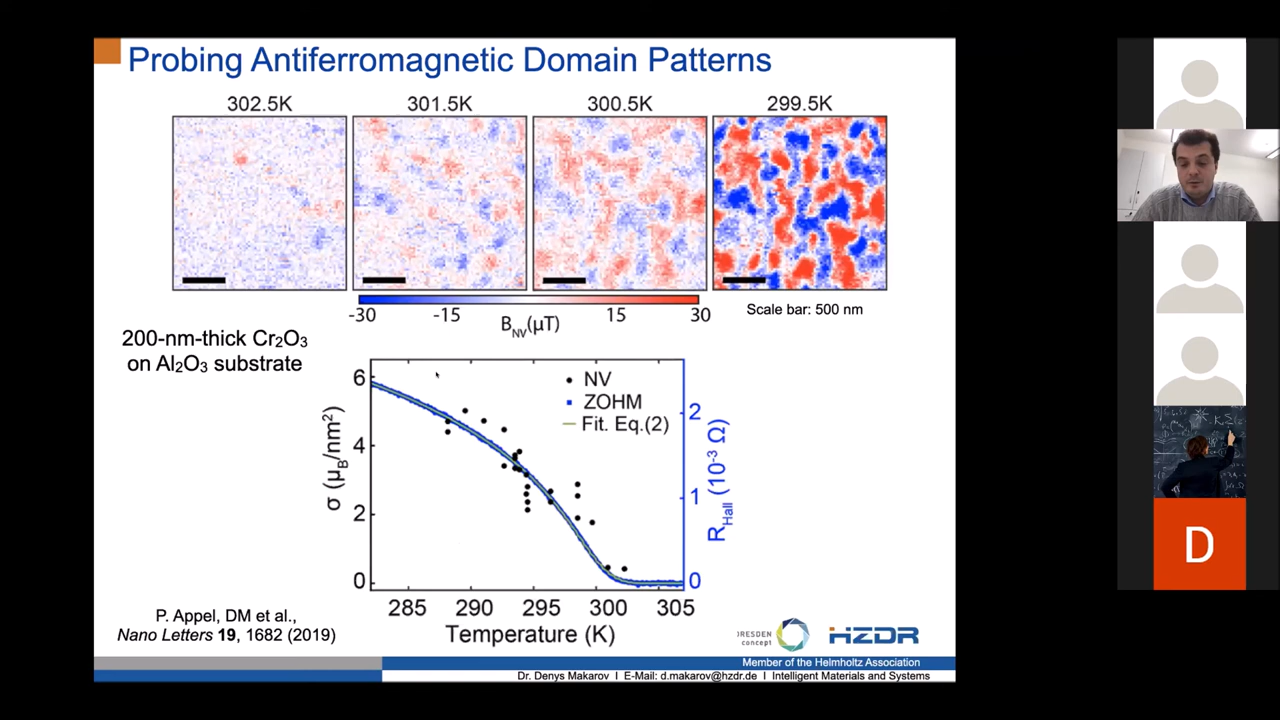 Probing Antiferromagnetic Domain Patterns
302.5K 301.5K 300.5K 299.5K
-30 -15 15 30
B_NV(μT)
Scale bar: 500 nm
200-nm-thick Cr₂O₃
on Al₂O₃ substrate
NV
ZOHM
Fit. Eq.(2)
σ (μ_B/nm²)
6
4
2
0
R_Hall (10⁻³ Ω)
2
1
0
285 290 295 300 305
Temperature (K)
P. Appel, DM et al.,
Nano Letters 19, 1682 (2019)
DRESDEN
concept
HZDR
Member of the Helmholtz Association
Dr. Denys Makarov I E-Mail: d.makarov@hzdr.de I Intelligent Materials and Systems
D